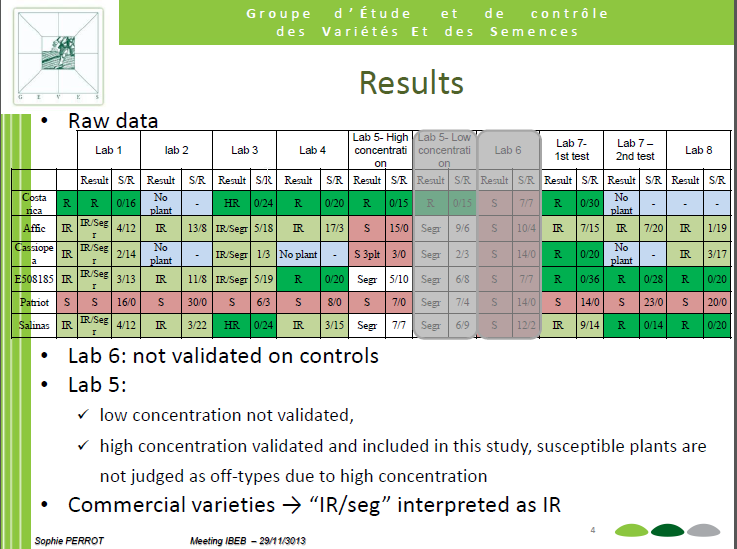 Groupe d'Étude et de contrôle
des Variétés Et des Semences
G E V E S
Results
• Raw data
Lab 1 lab 2 Lab 3 Lab 4 Lab 5- High concentrati on Lab 5- Low concentrati on Lab 6 Lab 7- 1st test Lab 7 – 2nd test Lab 8
Result S/R Result S/R Result S/R Result S/R Result S/R Result S/R Result S/R Result S/R Result S/R Result S/R
Costa rica R R 0/16 No plant - HR 0/24 R 0/20 R 0/15 R 0/15 S 7/7 R 0/30 No plant - - -
Affic IR IR/Seg r 4/12 IR 13/8 IR/Segr 5/18 IR 17/3 S 15/0 Segr 9/6 S 10/4 IR 7/15 IR 7/20 IR 1/19
Cassiope a IR IR/Seg r 2/14 No plant - IR/Segr 1/3 No plant - S 3plt 3/0 Segr 2/3 S 14/0 R 0/20 No plant - IR 3/17
E508185 IR IR/Seg r 3/13 IR 11/8 IR/Segr 5/19 R 0/20 Segr 5/10 Segr 6/8 S 7/7 R 0/36 R 0/28 R 0/20
Patriot S S 16/0 S 30/0 S 6/3 S 8/0 S 7/0 Segr 7/4 S 14/0 S 14/0 S 23/0 S 20/0
Salinas IR IR/Seg r 4/12 IR 3/22 HR 0/24 IR 3/15 Segr 7/7 Segr 6/9 S 12/2 IR 9/14 R 0/14 R 0/20
• Lab 6: not validated on controls
• Lab 5:
✓ low concentration not validated,
✓ high concentration validated and included in this study, susceptible plants are
not judged as off-types due to high concentration
• Commercial varieties → “IR/seg” interpreted as IR
4
Sophie PERROT Meeting IBEB – 29/11/3013